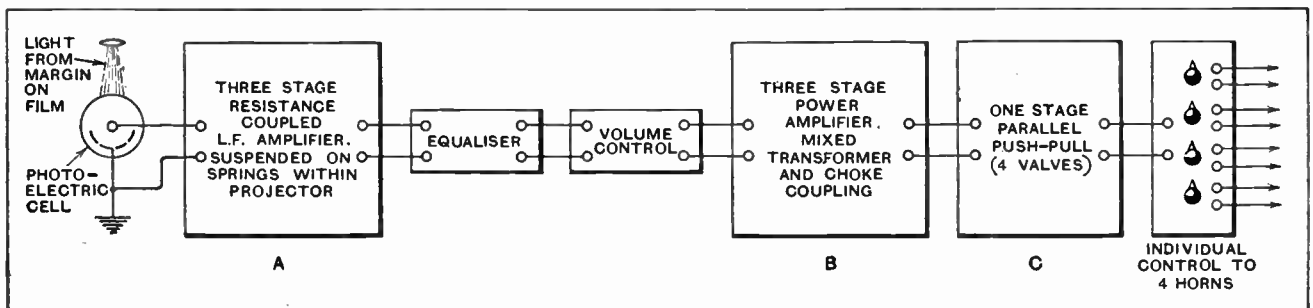 LIGHT
FROM
MARGIN
ON
FILM
PHOTO-
ELECTRIC
CELL
THREE STAGE
RESISTANCE
COUPLED
L.F. AMPLIFIER.
SUSPENDED ON
SPRINGS WITHIN
PROJECTOR
A
EQUALISER
VOLUME
CONTROL
THREE STAGE
POWER
AMPLIFIER.
MIXED
TRANSFORMER
AND CHOKE
COUPLING
B
ONE STAGE
PARALLEL
PUSH-PULL
(4 VALVES)
C
INDIVIDUAL
CONTROL TO
4 HORNS